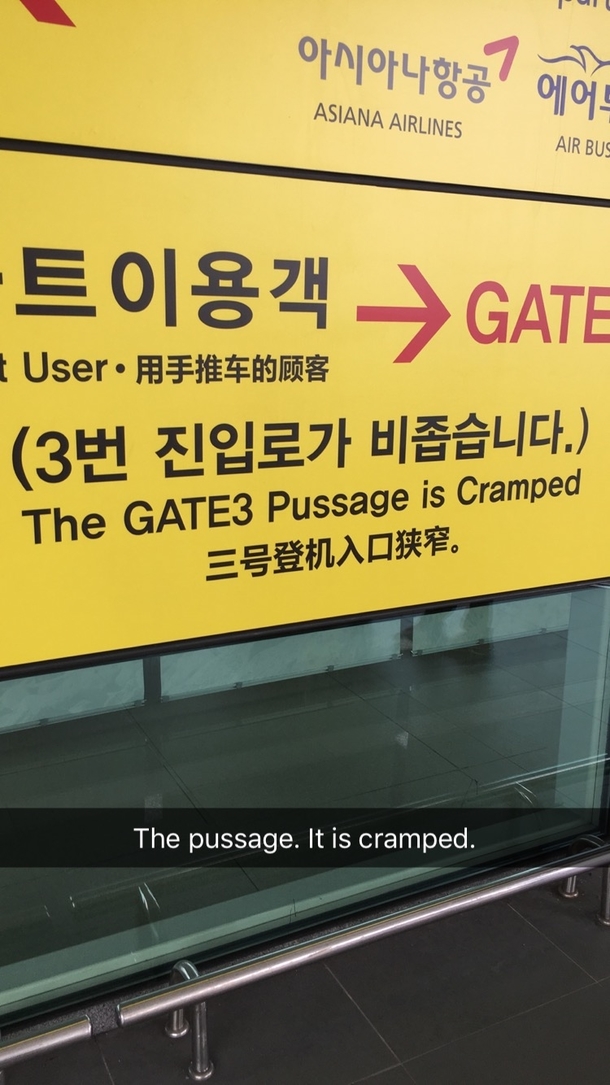 아시아나항공
ASIANA AIRLINES
에어
AIR BUS
트이용객 → GATE
t User • 用手推车的顾客
(3번 진입로가 비좁습니다.)
The GATE3 Pussage is Cramped
三号登机入口狭窄。
The pussage. It is cramped.